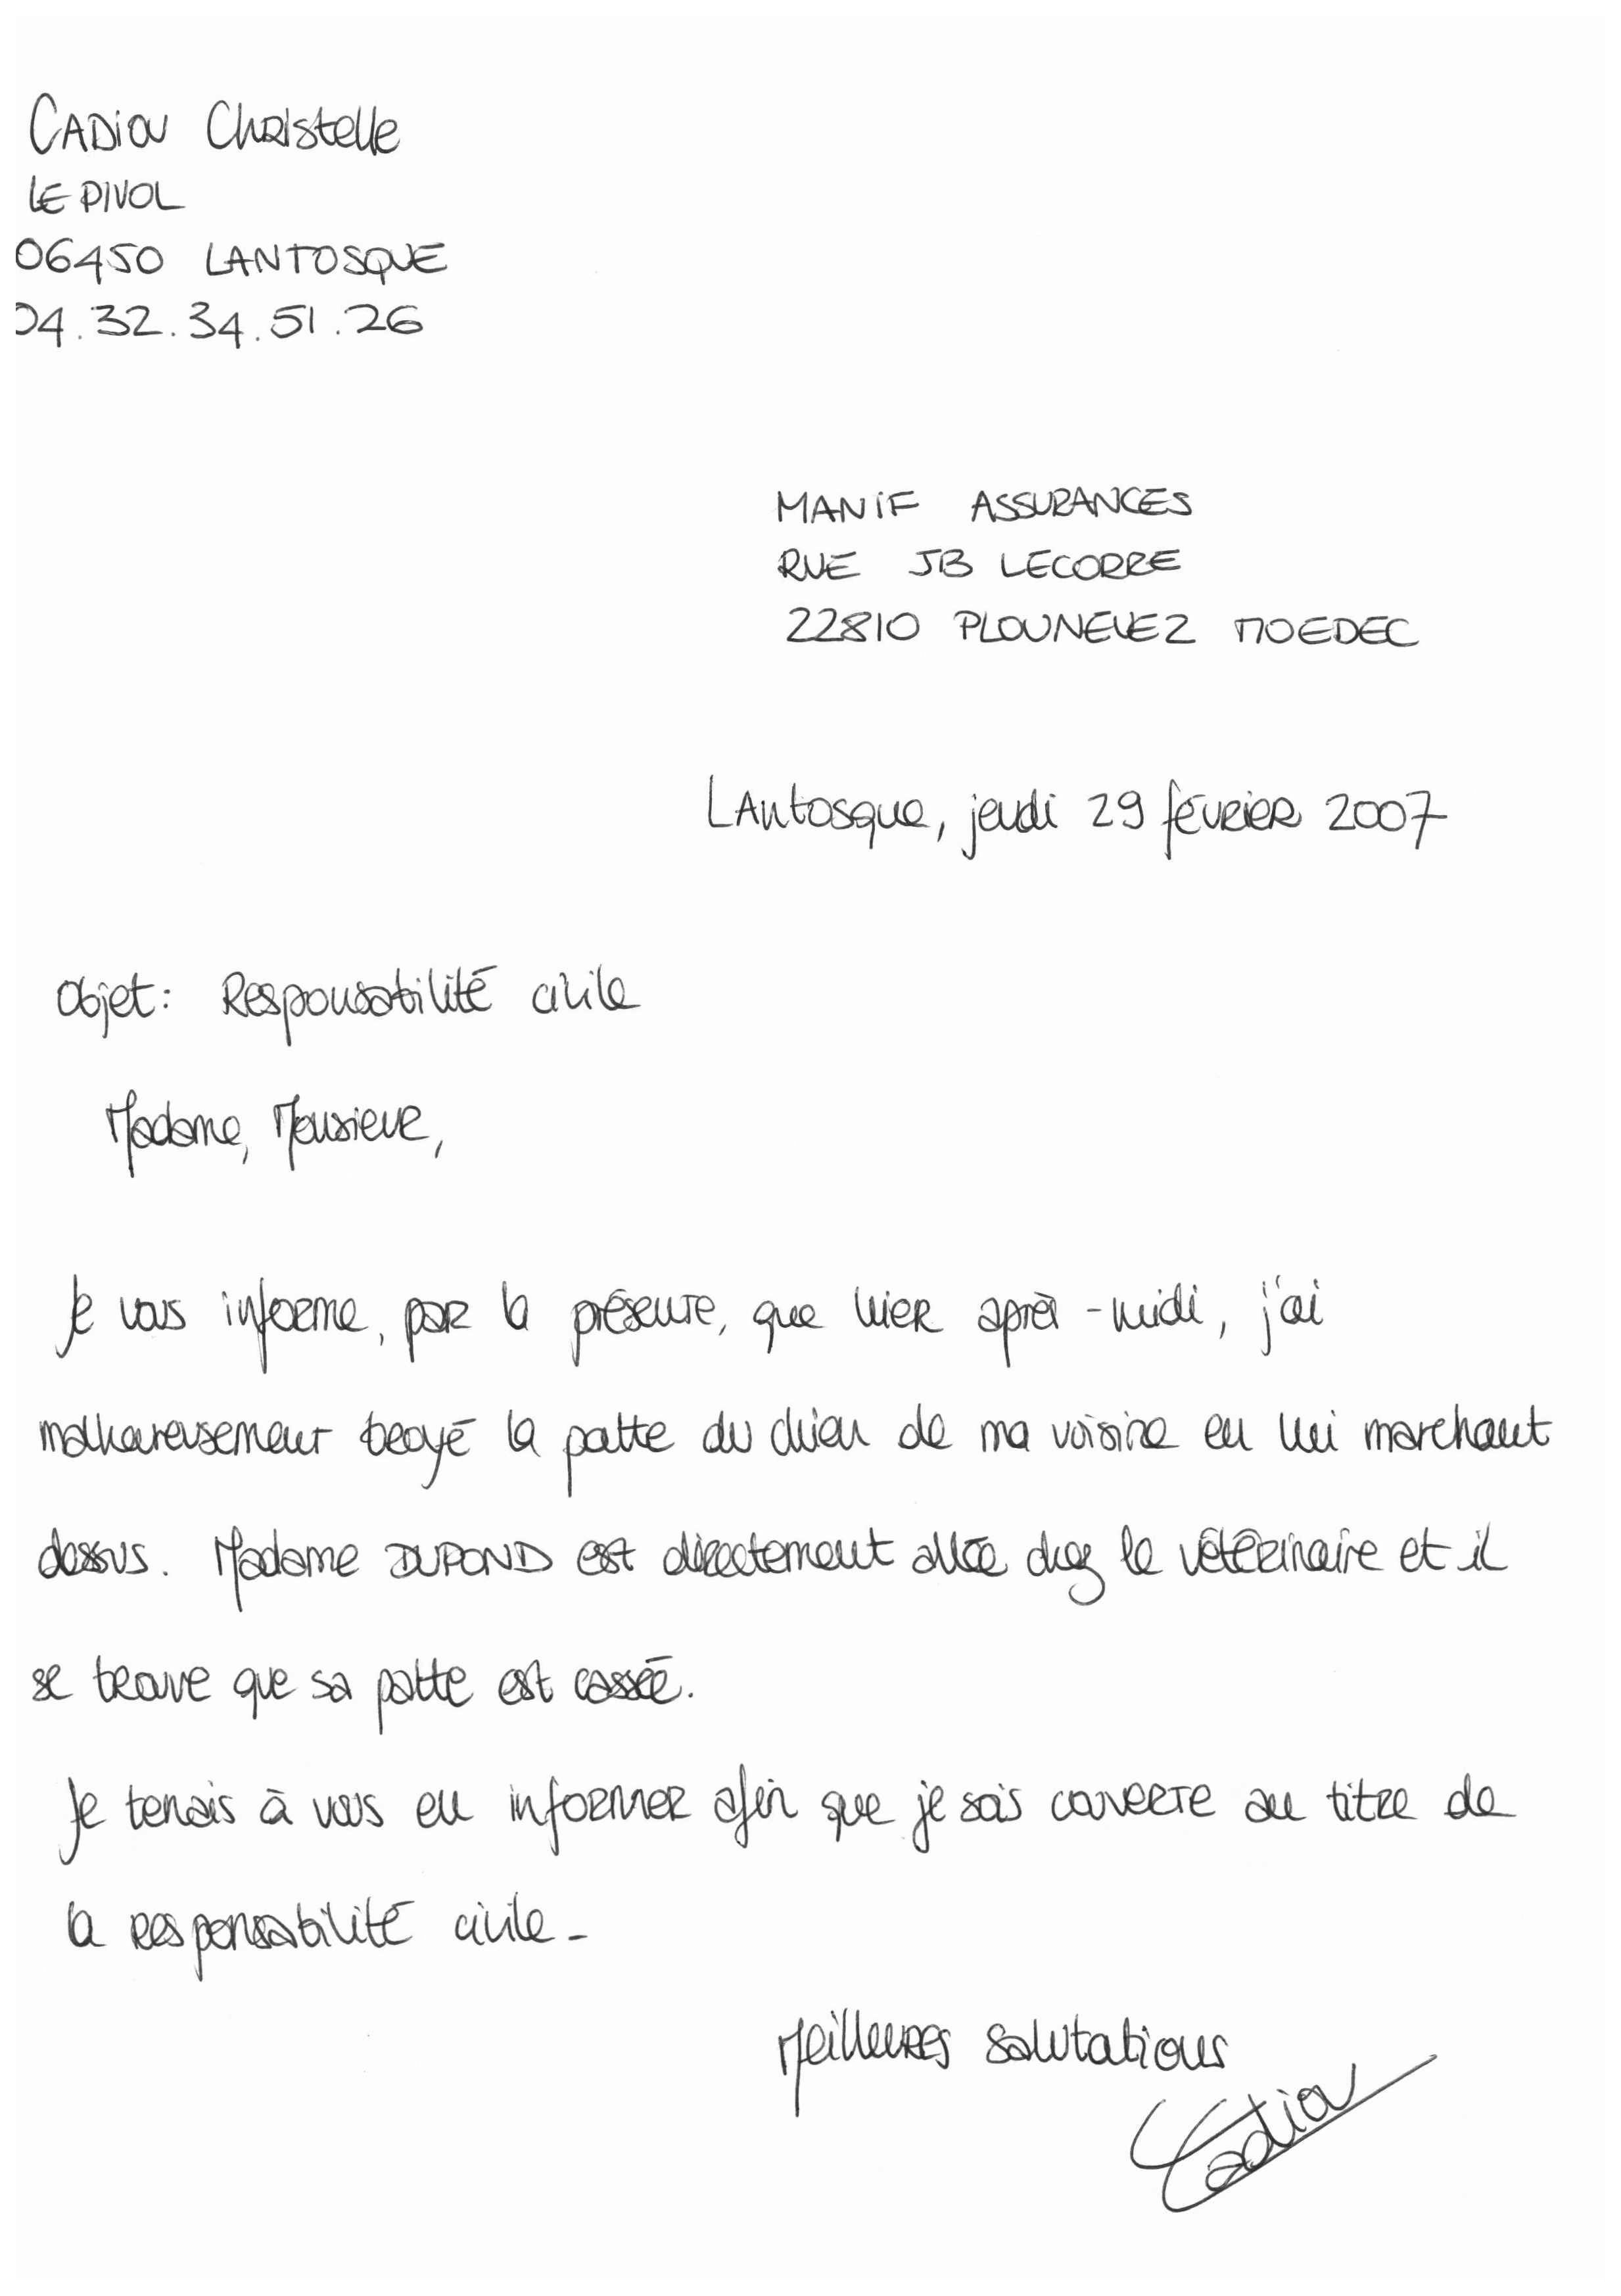 CADIOU Christelle
LE PIVOL
06450 LANTOSQUE
04.32.34.51.26
MANIF ASSURANCES
RUE JB LECORRE
22810 PLOUNEVEZ MOEDEC
LAntosque, jeudi 29 février 2007
Objet: Responsabilité civile
Madame, Monsieur,
Je vous informe, par la présente, que hier après-midi, j'ai
malheureusement broyé la patte du chien de ma voisine en lui marchant
dessus. Madame DUPOND est directement allée chez le vétérinaire et il
se trouve que sa patte est cassée.
Je tenais à vous en informer afin que je sois couverte au titre de
la responsabilité civile-
Meilleures salutations
Cadiou